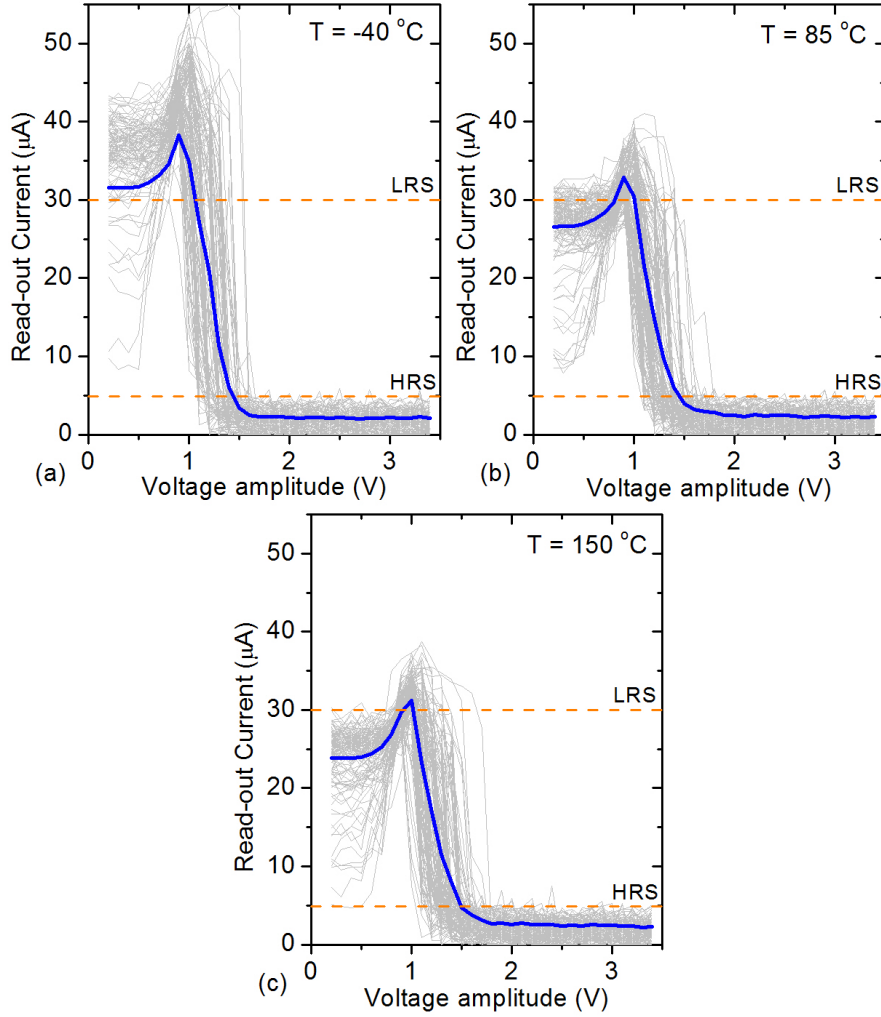 T = -40 °C
50
40
30
20
10
0
Read-out Current (μA)
LRS
HRS
0
1
2
3
Voltage amplitude (V)
(a)
T = 85 °C
50
40
30
20
10
0
Read-out Current (μA)
LRS
HRS
0
1
2
3
Voltage amplitude (V)
(b)
T = 150 °C
50
40
30
20
10
0
Read-out Current (μA)
LRS
HRS
0
1
2
3
Voltage amplitude (V)
(c)